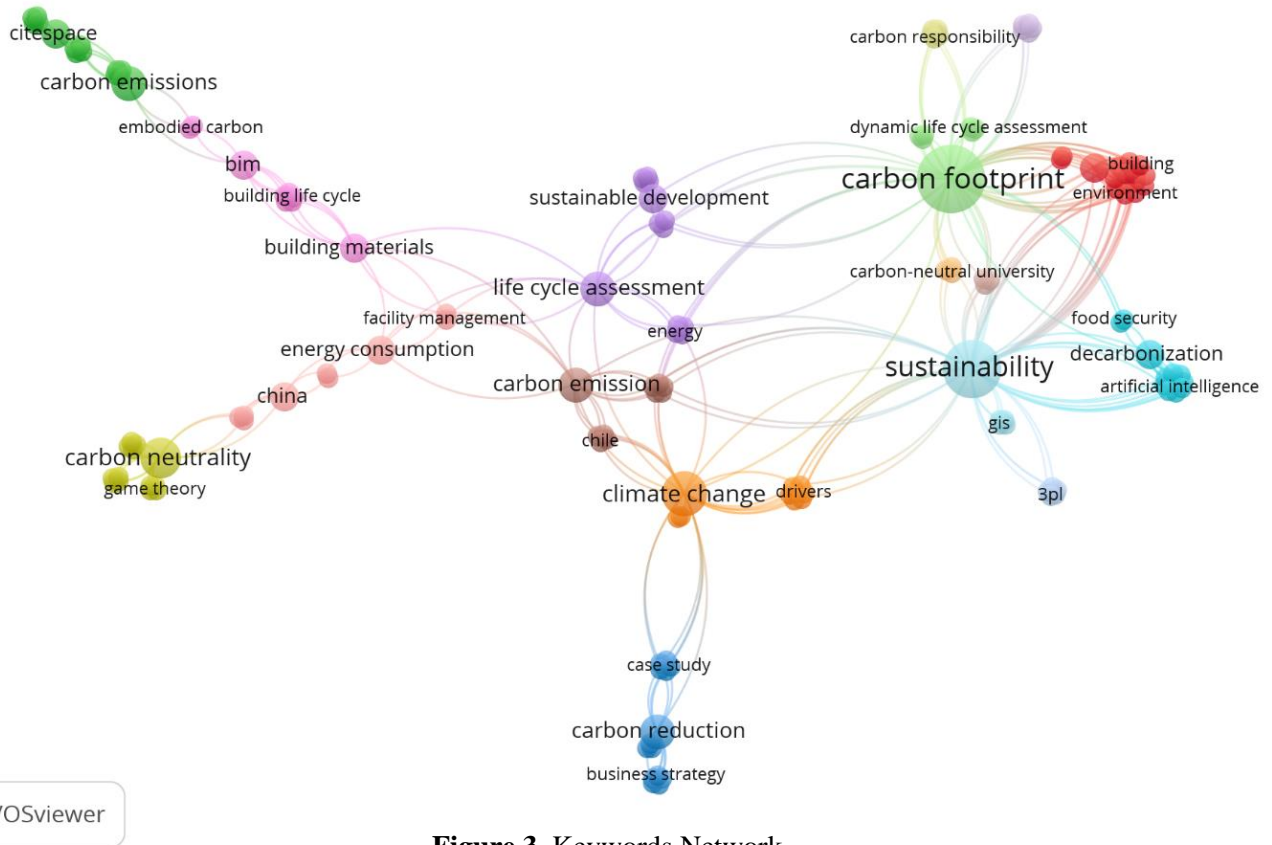 citespace
carbon responsibility
carbon emissions
embodied carbon
dynamic life cycle assessment
bim
building
carbon footprint
building life cycle
sustainable development
environment
building materials
carbon-neutral university
life cycle assessment
facility management
food security
energy
energy consumption
decarbonization
sustainability
carbon emission
artificial intelligence
china
gis
chile
carbon neutrality
game theory
climate change
drivers
3pl
case study
carbon reduction
business strategy
VOSviewer
Figure 3. Keywords Network